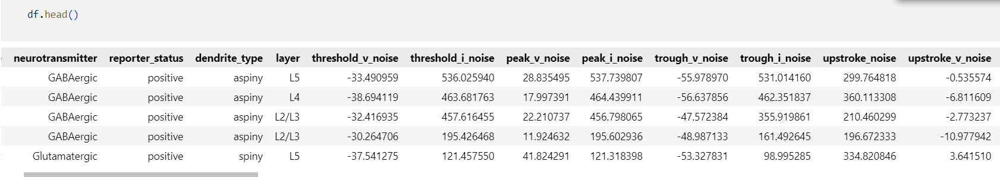 df.head()
neurotransmitter reporter_status dendrite_type layer threshold_v_noise threshold_i_noise peak_v_noise peak_i_noise trough_v_noise trough_i_noise upstroke_noise upstroke_v_noise
GABAergic positive aspiny L5 -33.490959 536.025940 28.835495 537.739807 -55.978970 531.014160 299.764818 -0.535574
GABAergic positive aspiny L4 -38.694119 463.681763 17.997391 464.439911 -56.637856 462.351837 360.113308 -6.811609
GABAergic positive aspiny L2/L3 -32.416935 457.616455 22.210737 456.798065 -47.572384 355.919861 210.460299 -2.773237
GABAergic positive aspiny L2/L3 -30.264706 195.426468 11.924632 195.602936 -48.987133 161.492645 196.672333 -10.977942
Glutamatergic positive spiny L5 -37.541275 121.457550 41.824291 121.318398 -53.327831 98.995285 334.820846 3.641510